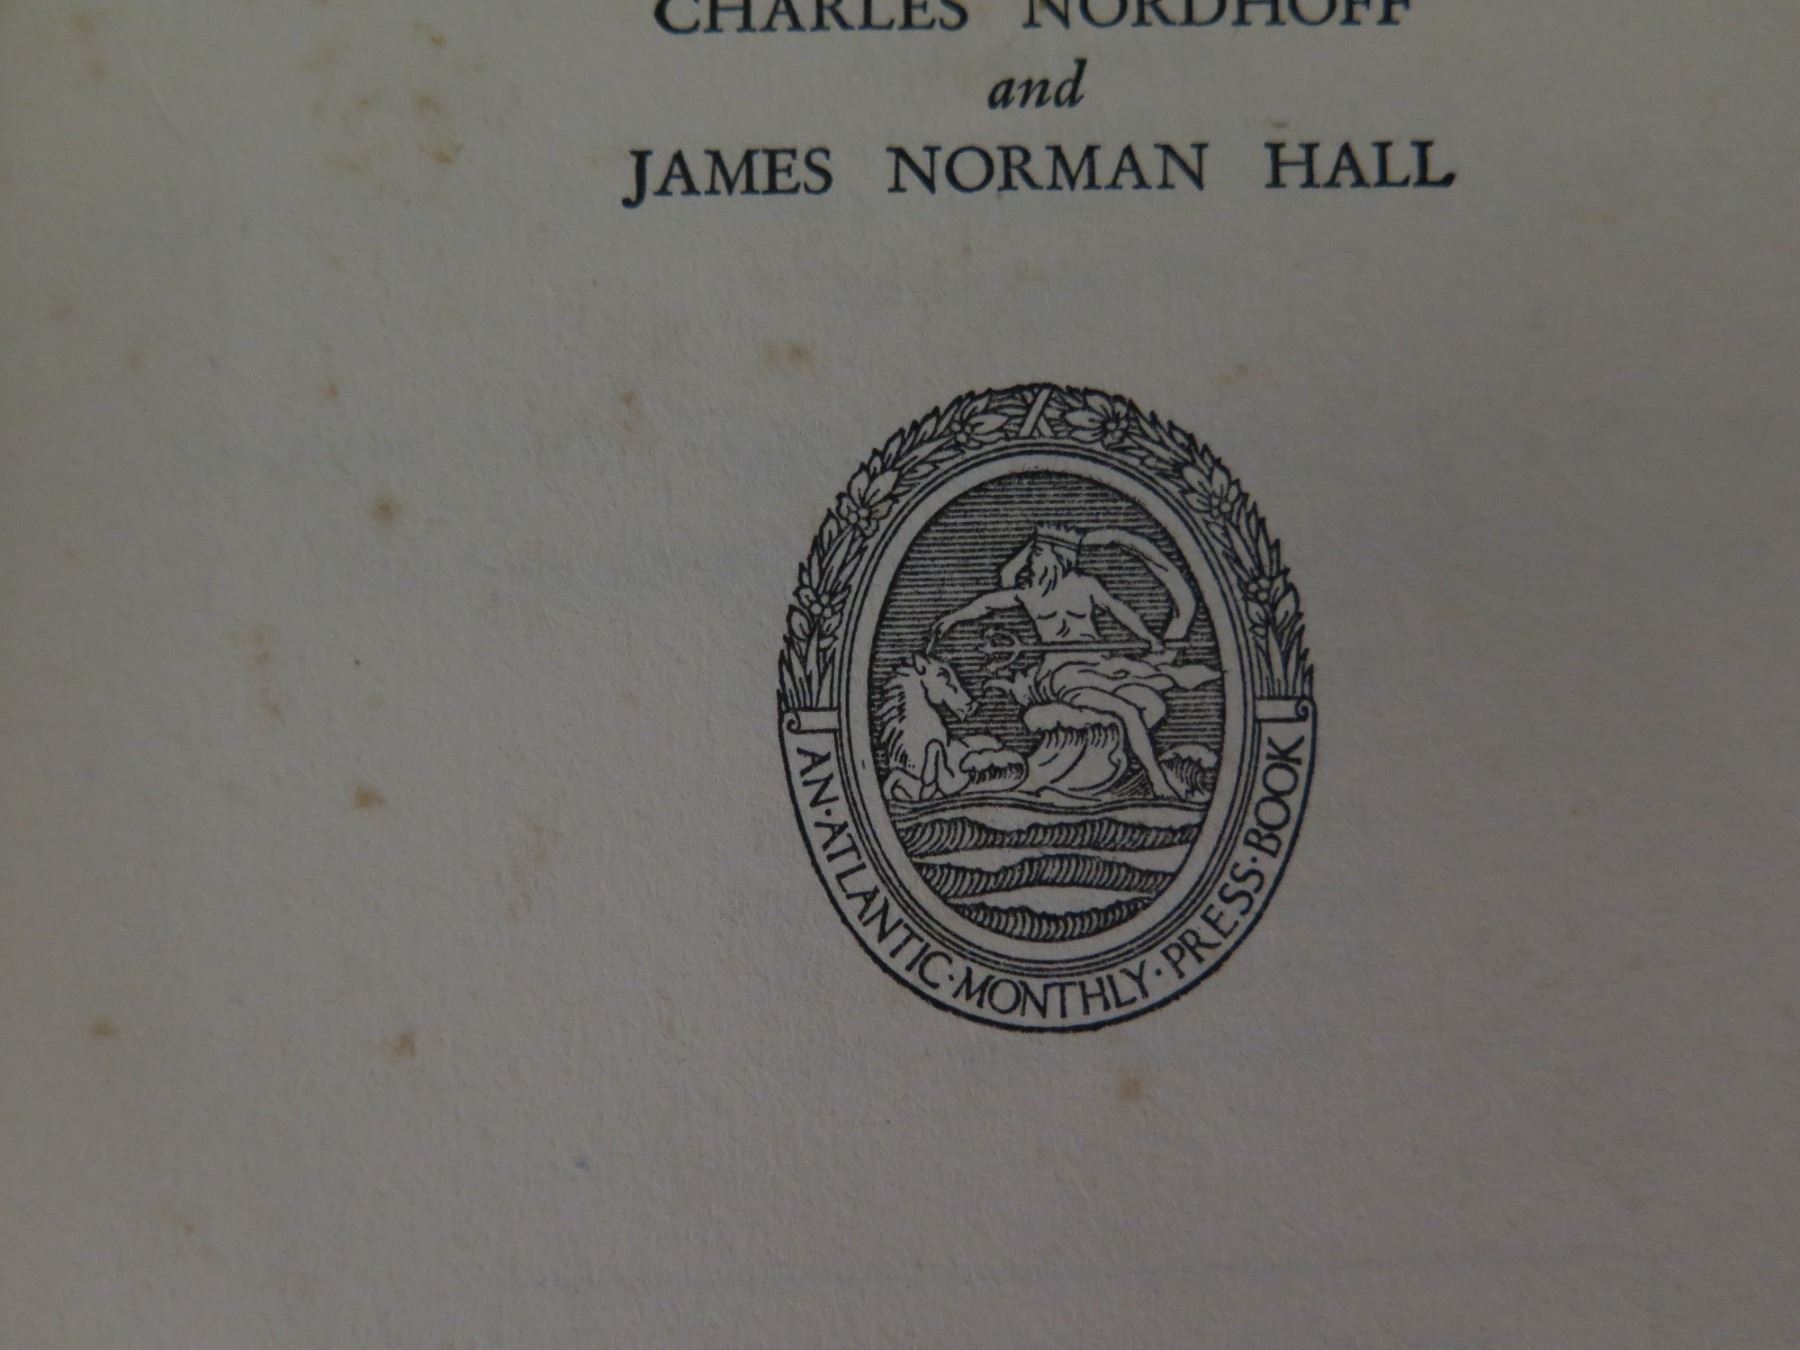 CHARLES NORDHOFF
and
JAMES NORMAN HALL
AN·ATLANTIC·MONTHLY·PRESS·BOOK